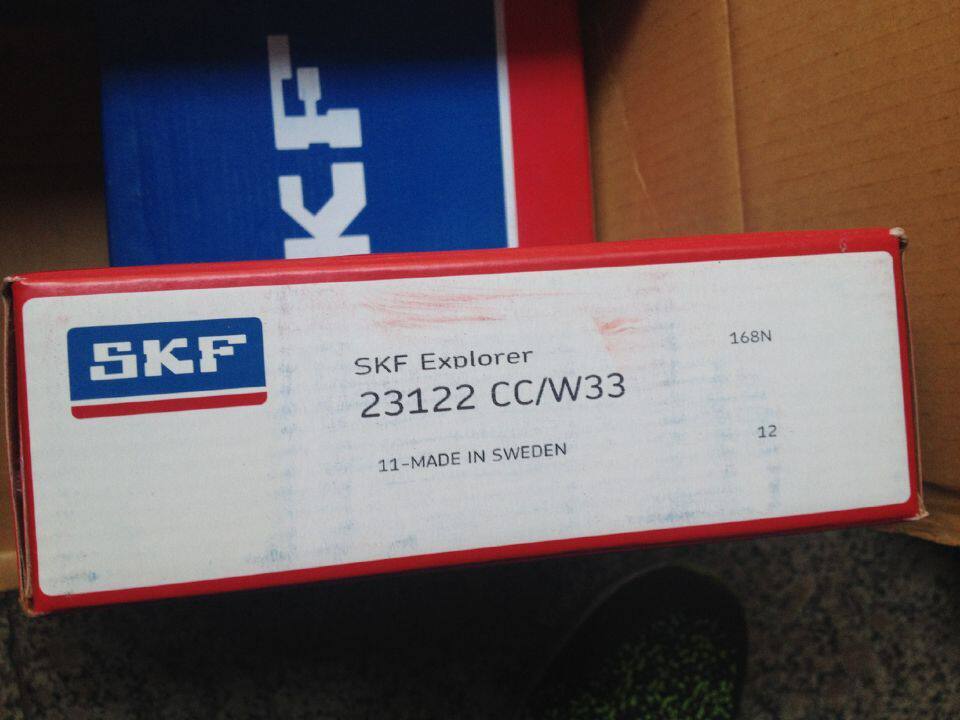 SKF
SKF
SKF Explorer
168N
23122 CC/W33
12
11-MADE IN SWEDEN